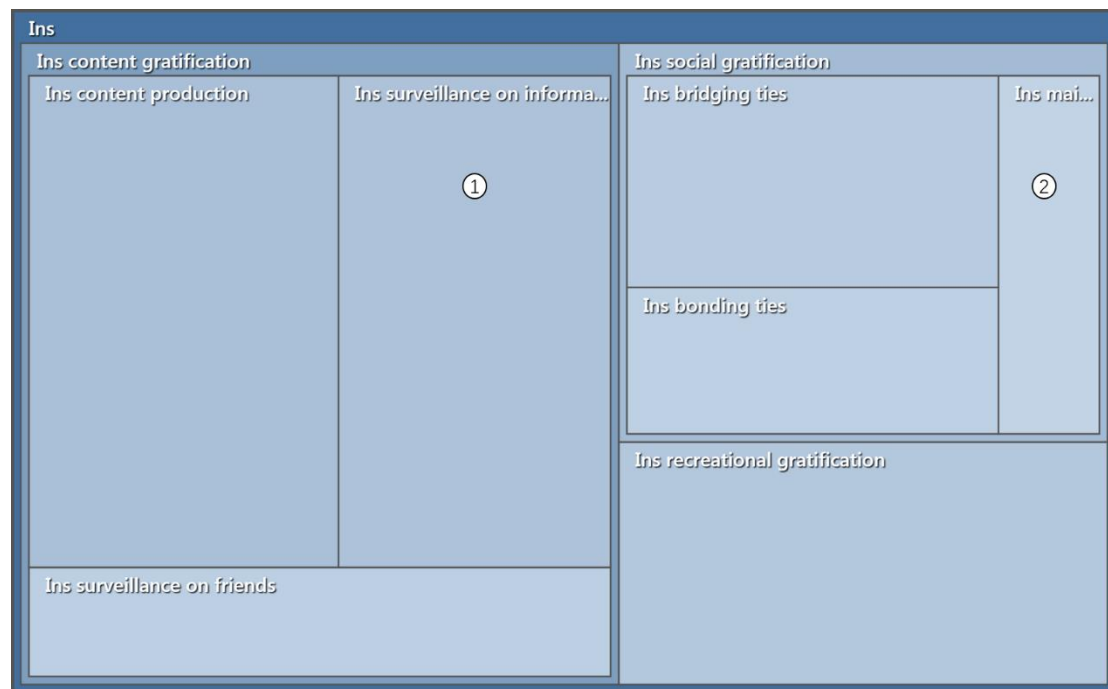 Ins
Ins content gratification
Ins social gratification
Ins content production
Ins surveillance on informa...
Ins bridging ties
Ins mai...
①
②
Ins bonding ties
Ins recreational gratification
Ins surveillance on friends